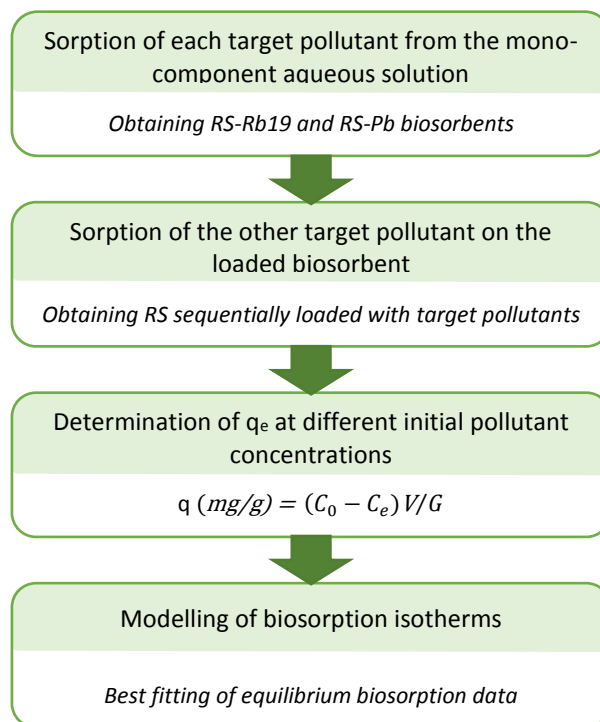 Sorption of each target pollutant from the mono-
component aqueous solution
Obtaining RS-Rb19 and RS-Pb biosorbents
Sorption of the other target pollutant on the
loaded biosorbent
Obtaining RS sequentially loaded with target pollutants
Determination of qₑ at different initial pollutant
concentrations
q (mg/g) = (C₀ − Cₑ) V/G
Modelling of biosorption isotherms
Best fitting of equilibrium biosorption data